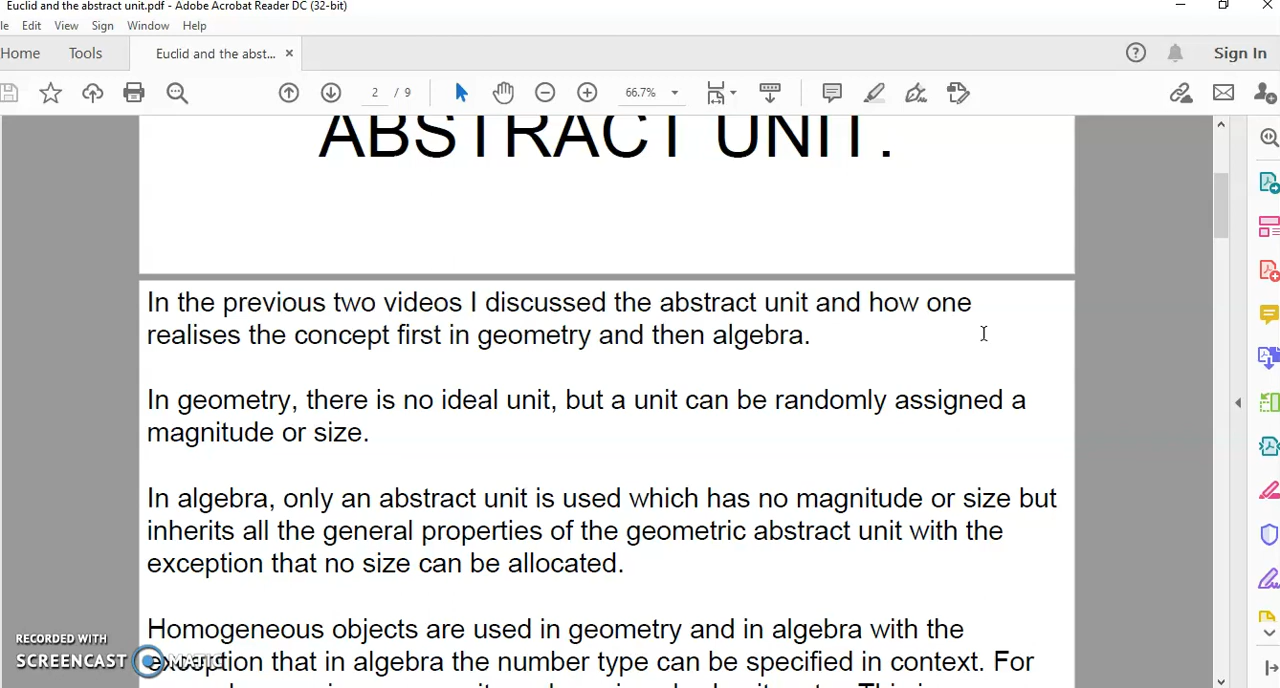 Euclid and the abstract unit.pdf - Adobe Acrobat Reader DC (32-bit)
le Edit View Sign Window Help
Home Tools Euclid and the abst... × Sign In
2 / 9 66.7%
ABSTRACT UNIT.
In the previous two videos I discussed the abstract unit and how one
realises the concept first in geometry and then algebra.
In geometry, there is no ideal unit, but a unit can be randomly assigned a
magnitude or size.
In algebra, only an abstract unit is used which has no magnitude or size but
inherits all the general properties of the geometric abstract unit with the
exception that no size can be allocated.
Homogeneous objects are used in geometry and in algebra with the
exception that in algebra the number type can be specified in context. For
RECORDED WITH
SCREENCAST MATIC